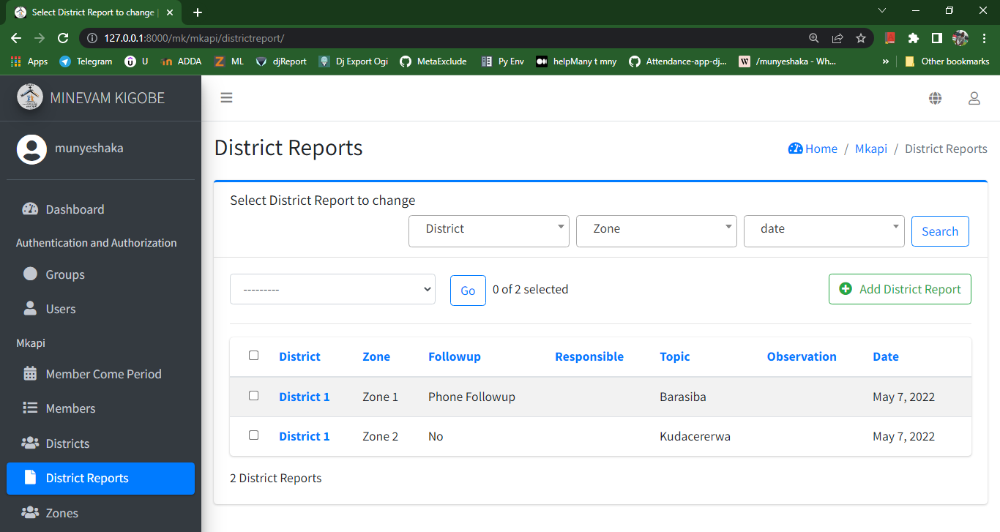 Select District Report to change |
127.0.0.1:8000/mk/mkapi/districtreport/
Apps Telegram U ADDA ML djReport Dj Export Ogi MetaExclude Py Env helpMany t mny Attendance-app-dj... /munyeshaka - Wh... » Other bookmarks
MINEVAM KIGOBE
munyeshaka
Dashboard
Authentication and Authorization
Groups
Users
Mkapi
Member Come Period
Members
Districts
District Reports
Zones
District Reports
Home / Mkapi / District Reports
Select District Report to change
District Zone date Search
--------- Go 0 of 2 selected Add District Report
District Zone Followup Responsible Topic Observation Date
District 1 Zone 1 Phone Followup Barasiba May 7, 2022
District 1 Zone 2 No Kudacererwa May 7, 2022
2 District Reports